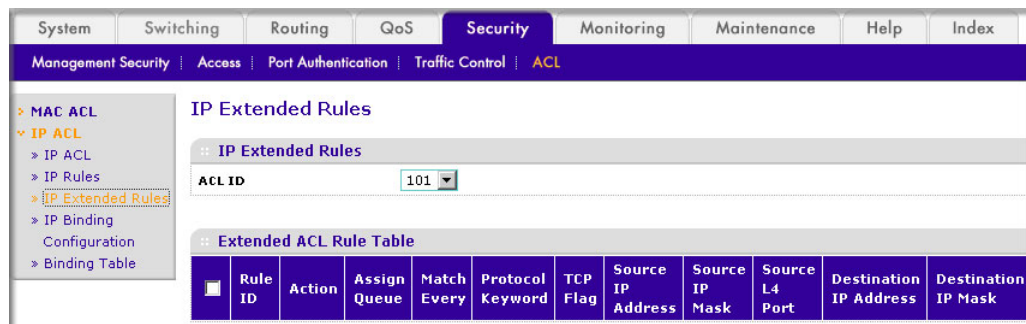 System Switching Routing QoS Security Monitoring Maintenance Help Index
Management Security | Access | Port Authentication | Traffic Control | ACL
MAC ACL
IP ACL
» IP ACL
» IP Rules
» IP Extended Rules
» IP Binding
Configuration
» Binding Table
IP Extended Rules
IP Extended Rules
ACL ID 101
Extended ACL Rule Table
Rule ID Action Assign Queue Match Every Protocol Keyword TCP Flag Source IP Address Source IP Mask Source L4 Port Destination IP Address Destination IP Mask